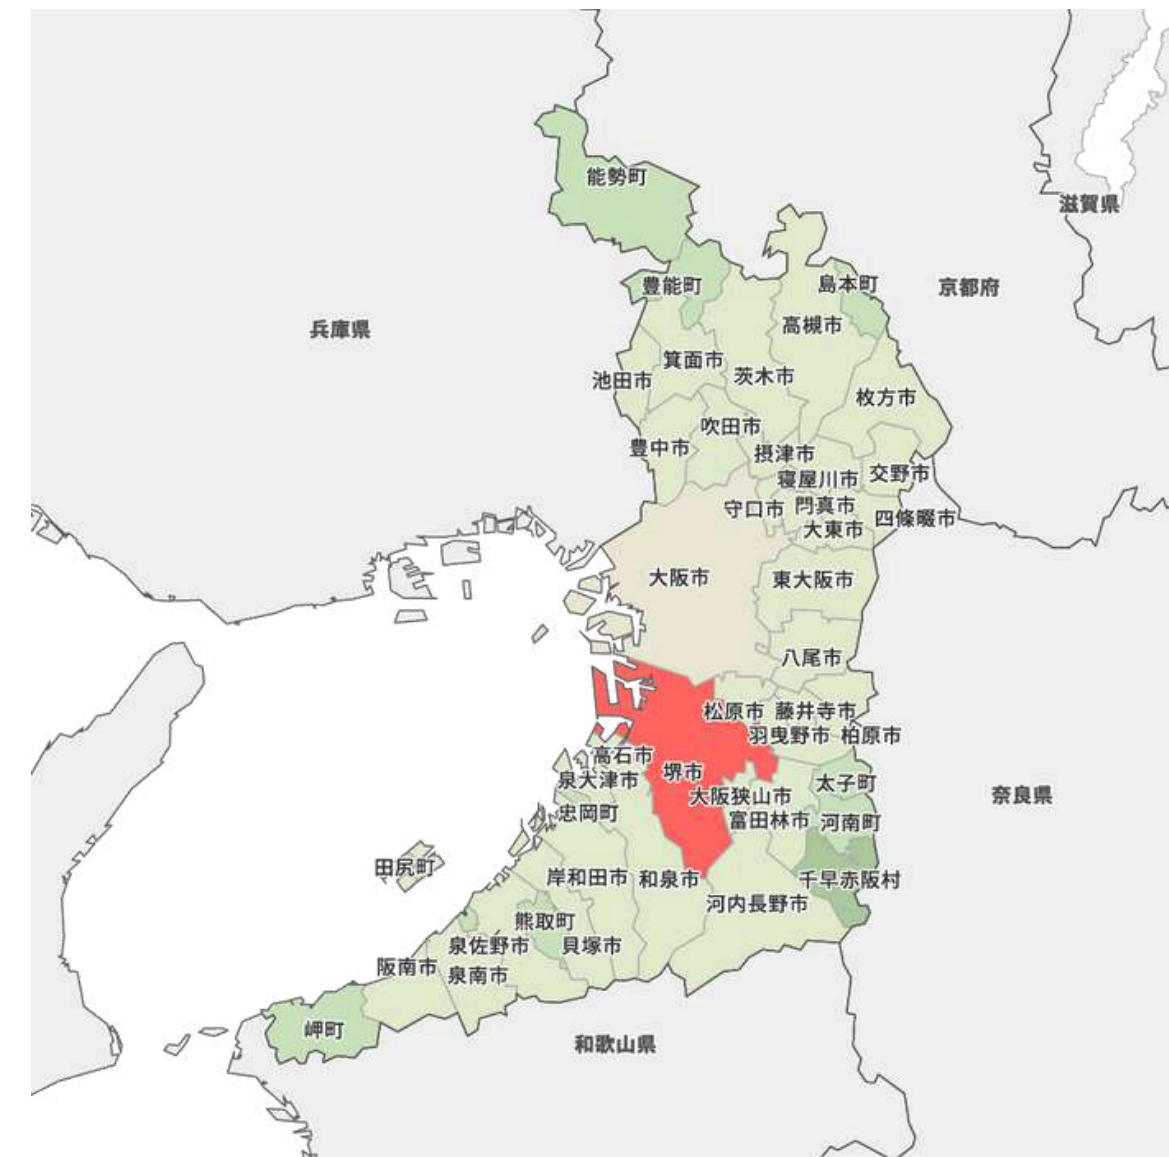 能勢町
滋賀県
豊能町
島本町
京都府
高槻市
兵庫県
箕面市
茨木市
池田市
枚方市
吹田市
豊中市
摂津市
寝屋川市
交野市
守口市
門真市
四條畷市
大東市
大阪市
東大阪市
八尾市
松原市
藤井寺市
羽曳野市
柏原市
高石市
堺市
泉大津市
太子町
大阪狭山市
奈良県
忠岡町
富田林市
河南町
田尻町
岸和田市
和泉市
千早赤阪村
河内長野市
熊取町
泉佐野市
貝塚市
阪南市
泉南市
岬町
和歌山県